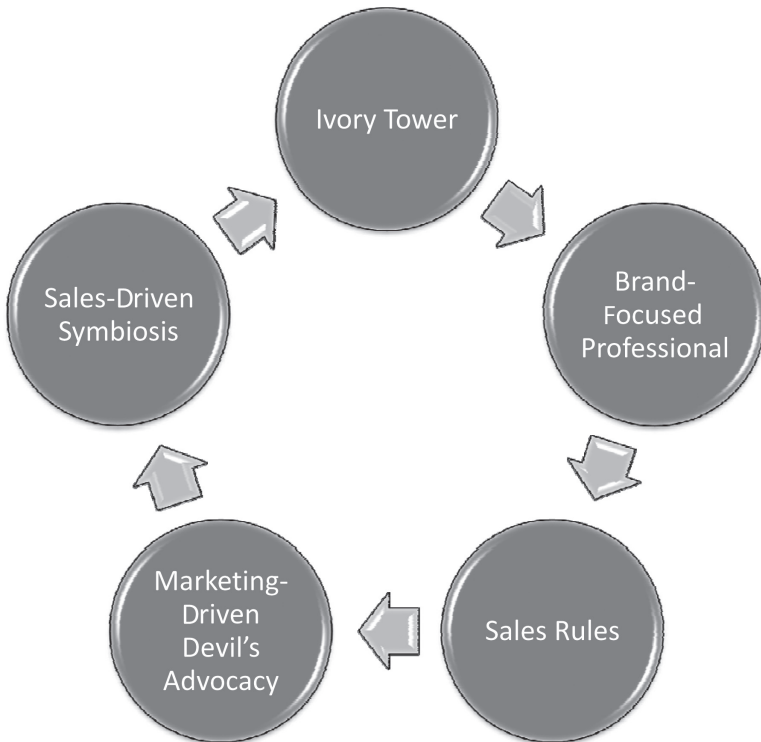 Ivory Tower
Brand-
Focused
Professional
Sales Rules
Marketing-
Driven
Devil’s
Advocacy
Sales-Driven
Symbiosis